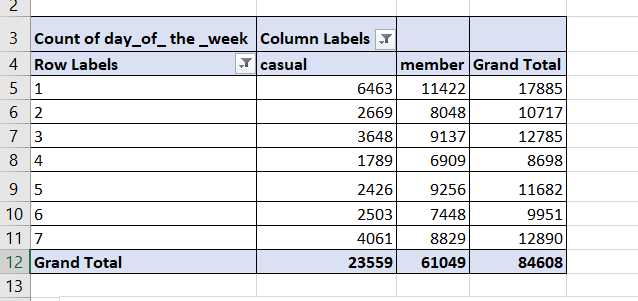 2
3 Count of day_of_ the _week Column Labels
4 Row Labels casual member Grand Total
5 1 6463 11422 17885
6 2 2669 8048 10717
7 3 3648 9137 12785
8 4 1789 6909 8698
9 5 2426 9256 11682
10 6 2503 7448 9951
11 7 4061 8829 12890
12 Grand Total 23559 61049 84608
13